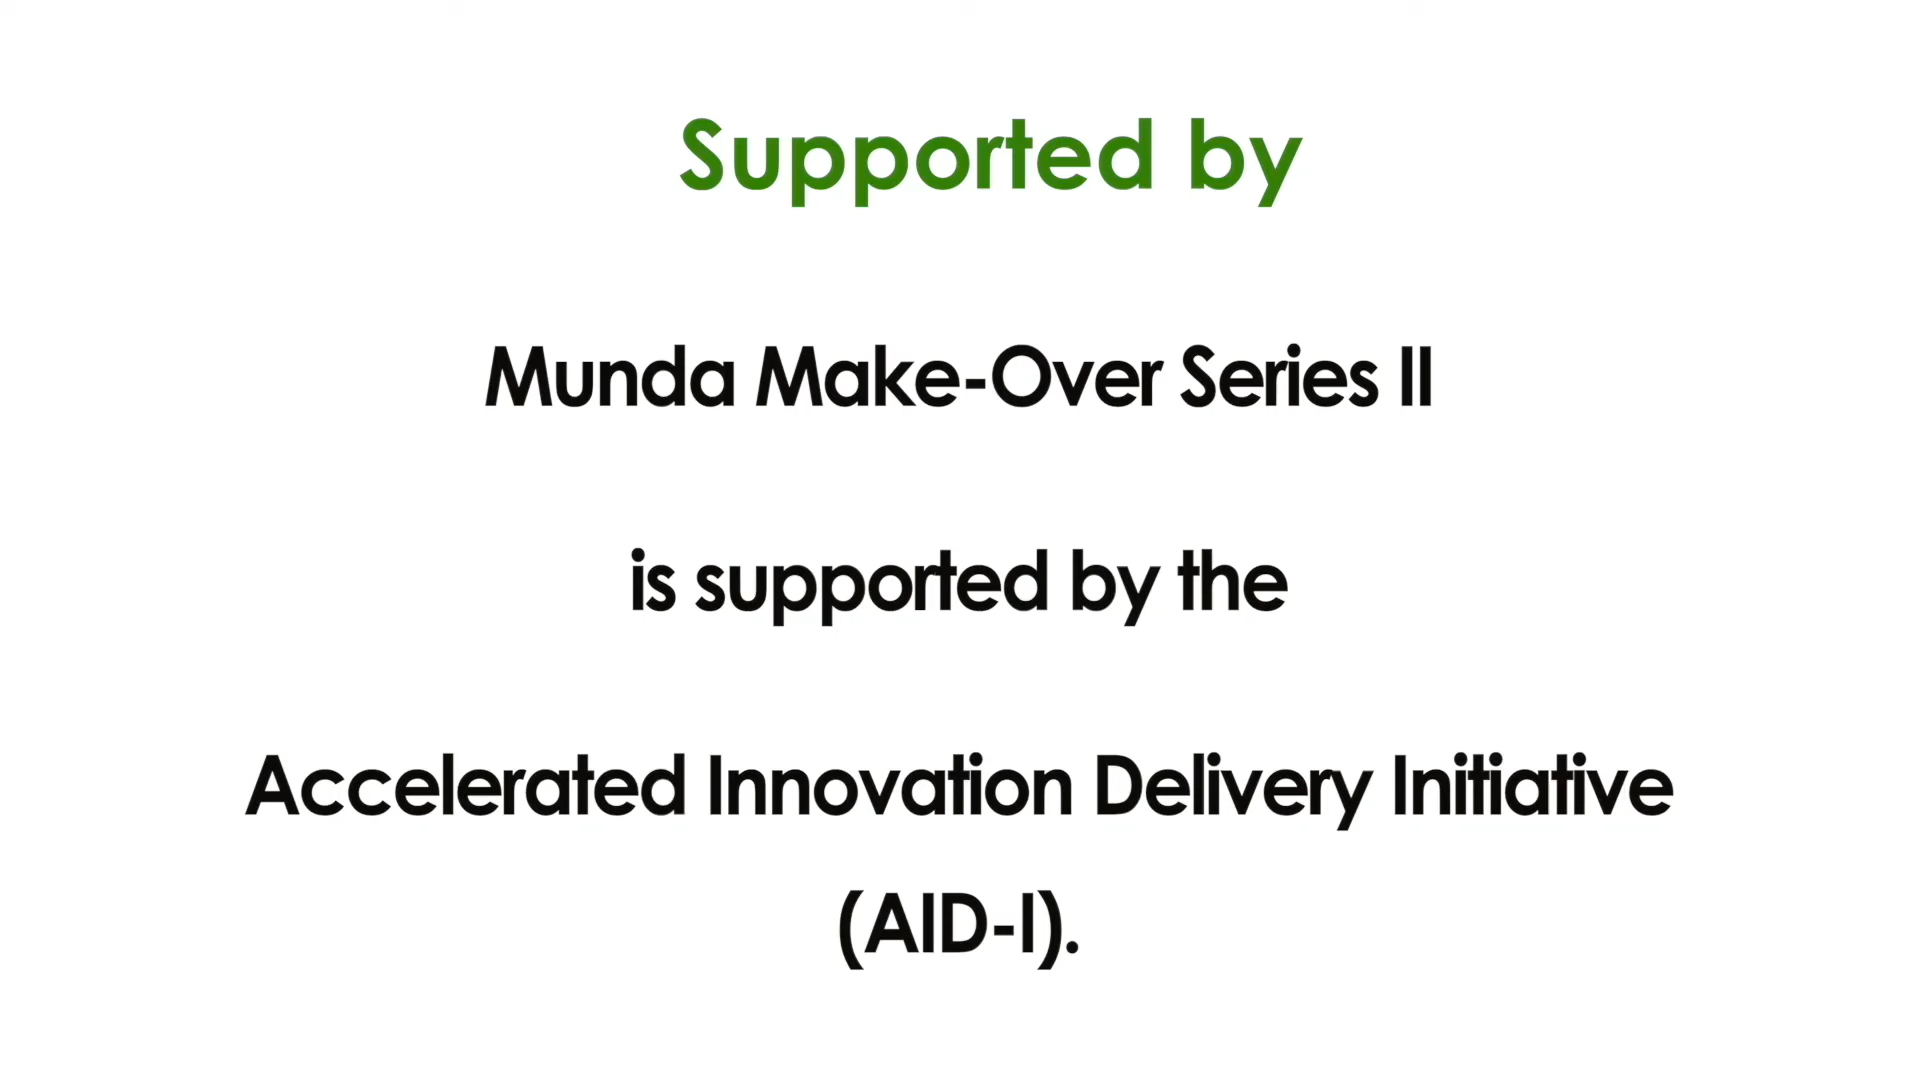 Supported by
Munda Make-Over Series II
is supported by the
Accelerated Innovation Delivery Initiative
(AID-I).